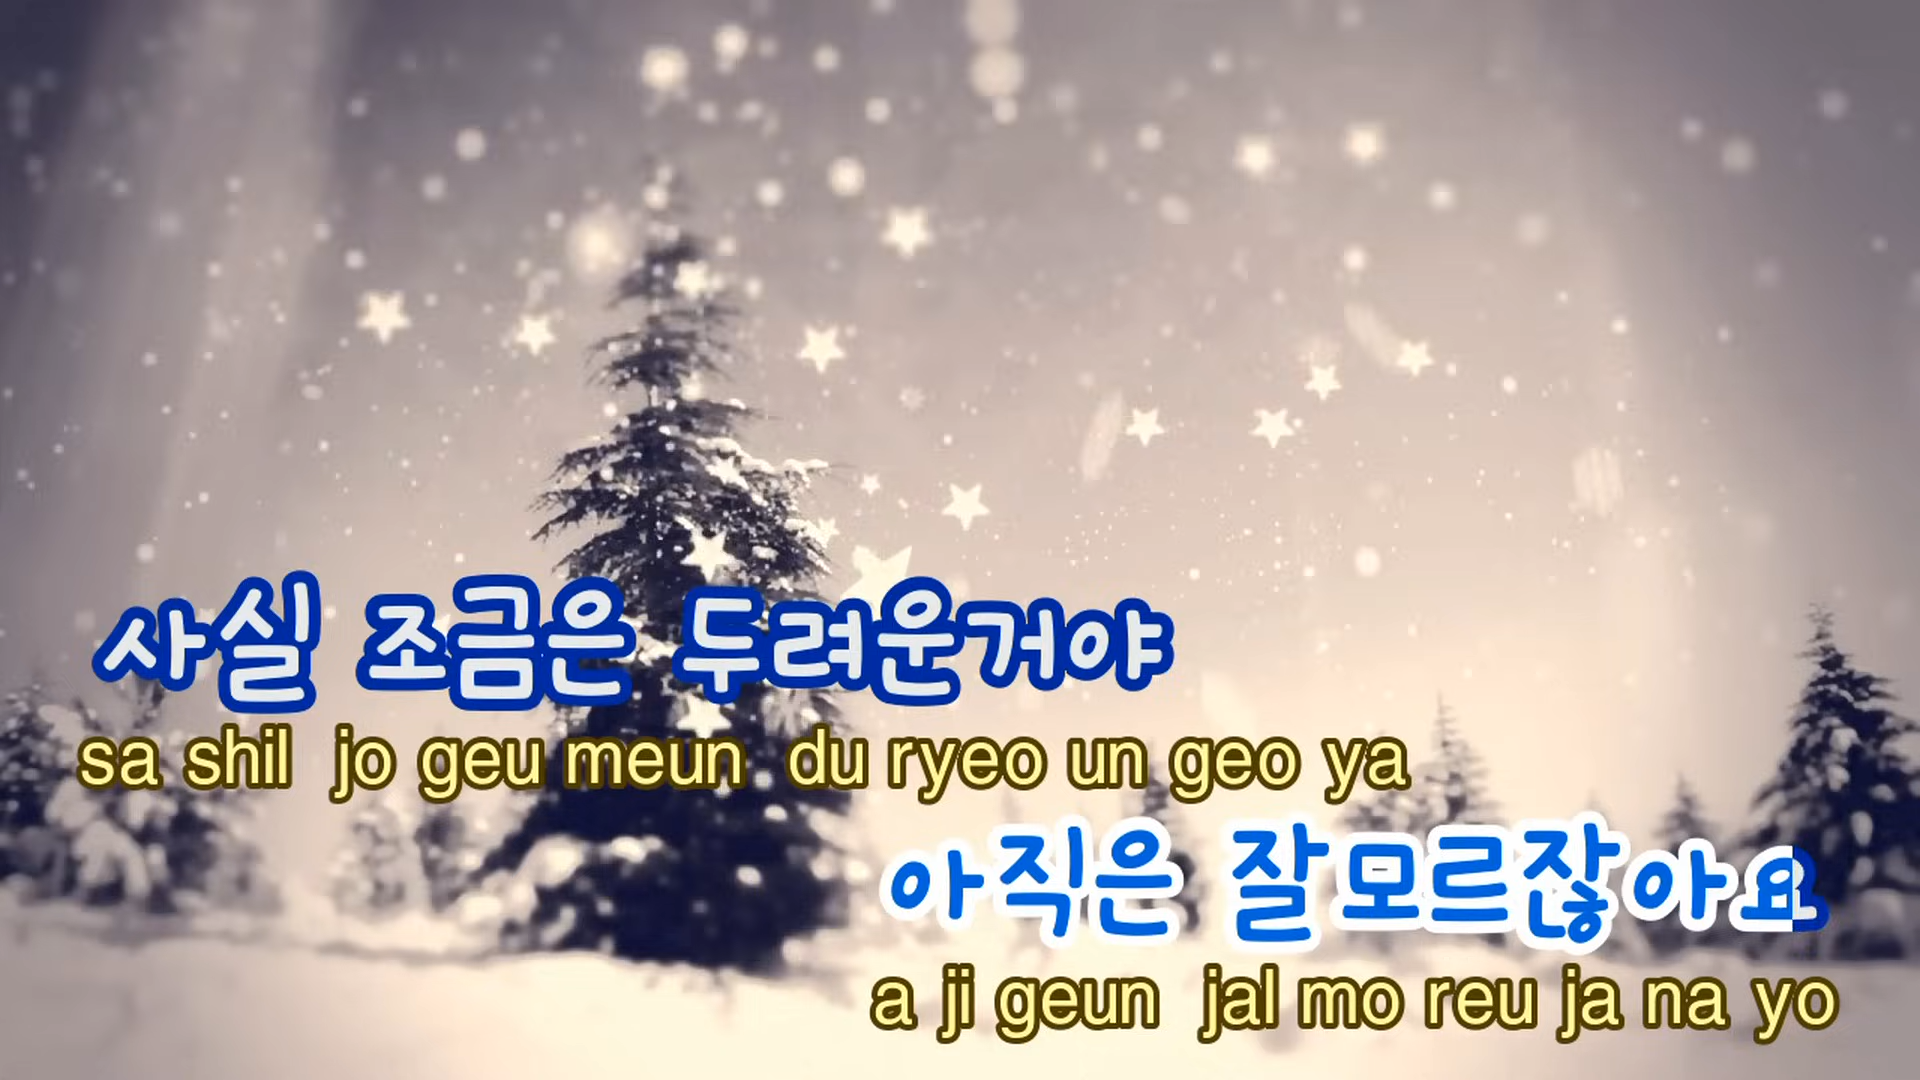 사실 조금은 두려운거야
sa shil jo geu meun du ryeo un geo ya
아직은 잘모르잖아요
a ji geun jal mo reu ja na yo